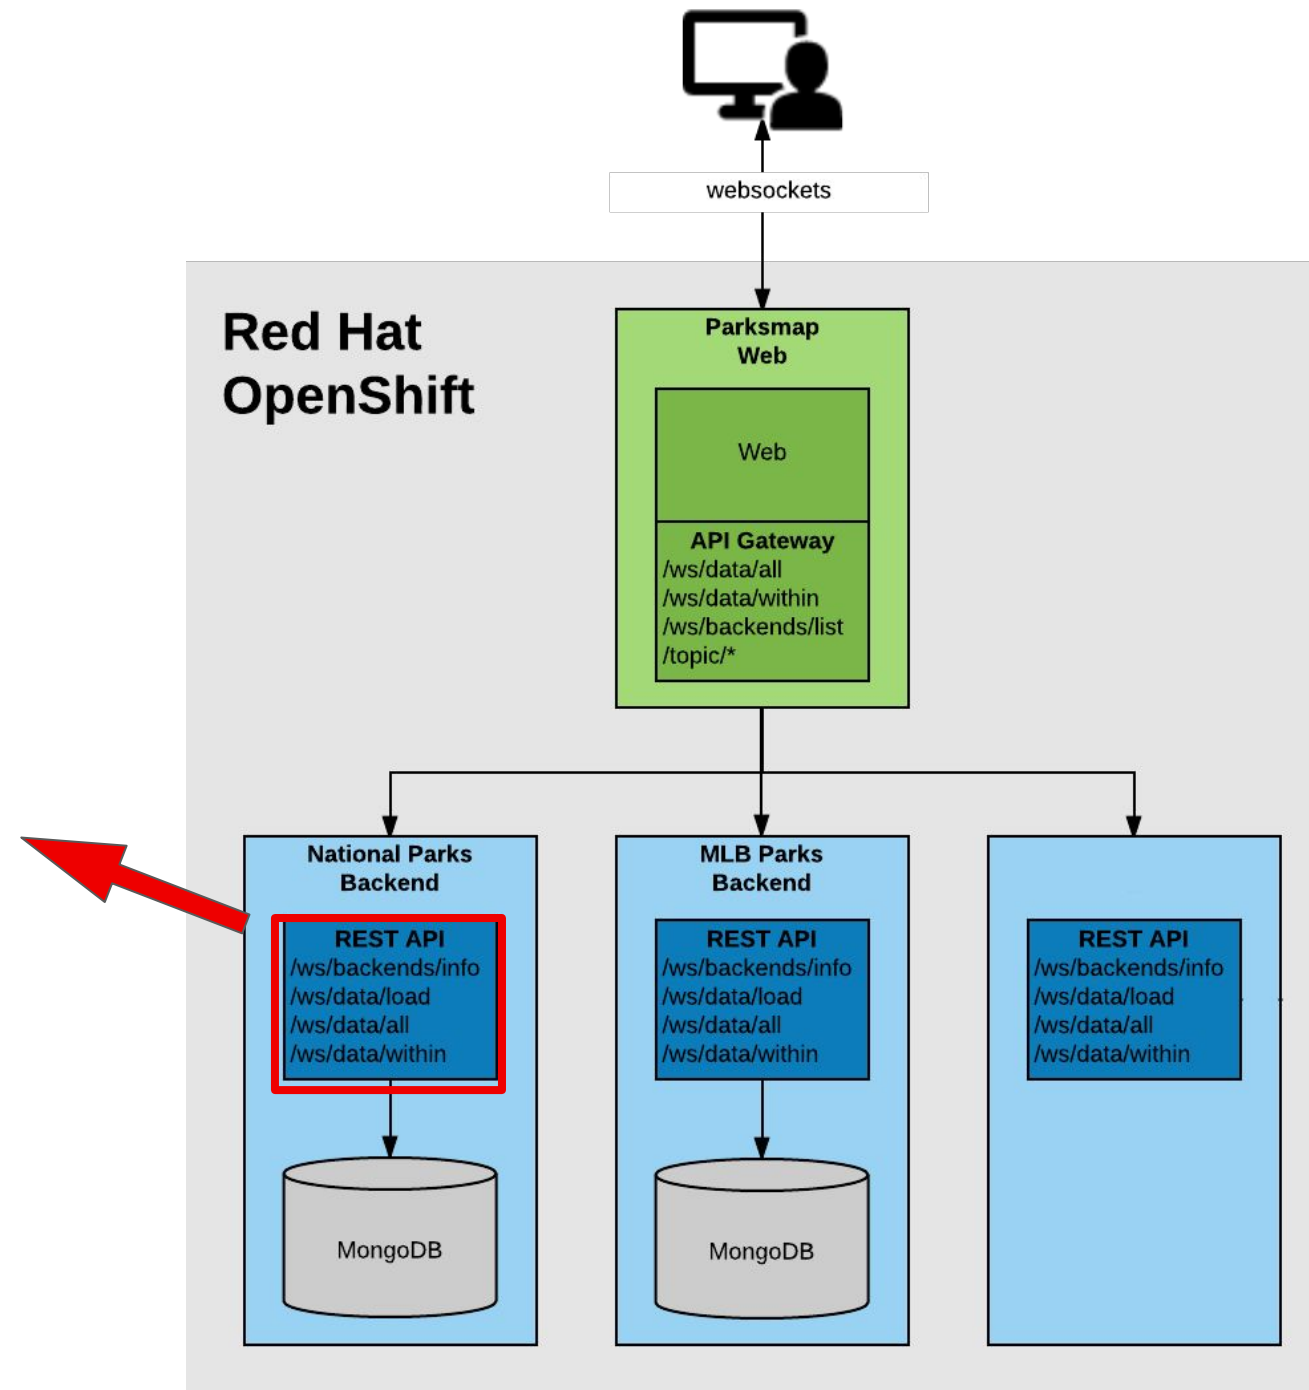 websockets
Red Hat
OpenShift
Parksmap
Web
Web
API Gateway
/ws/data/all
/ws/data/within
/ws/backends/list
/topic/*
National Parks
Backend
REST API
/ws/backends/info
/ws/data/load
/ws/data/all
/ws/data/within
MongoDB
MLB Parks
Backend
REST API
/ws/backends/info
/ws/data/load
/ws/data/all
/ws/data/within
MongoDB
REST API
/ws/backends/info
/ws/data/load
/ws/data/all
/ws/data/within